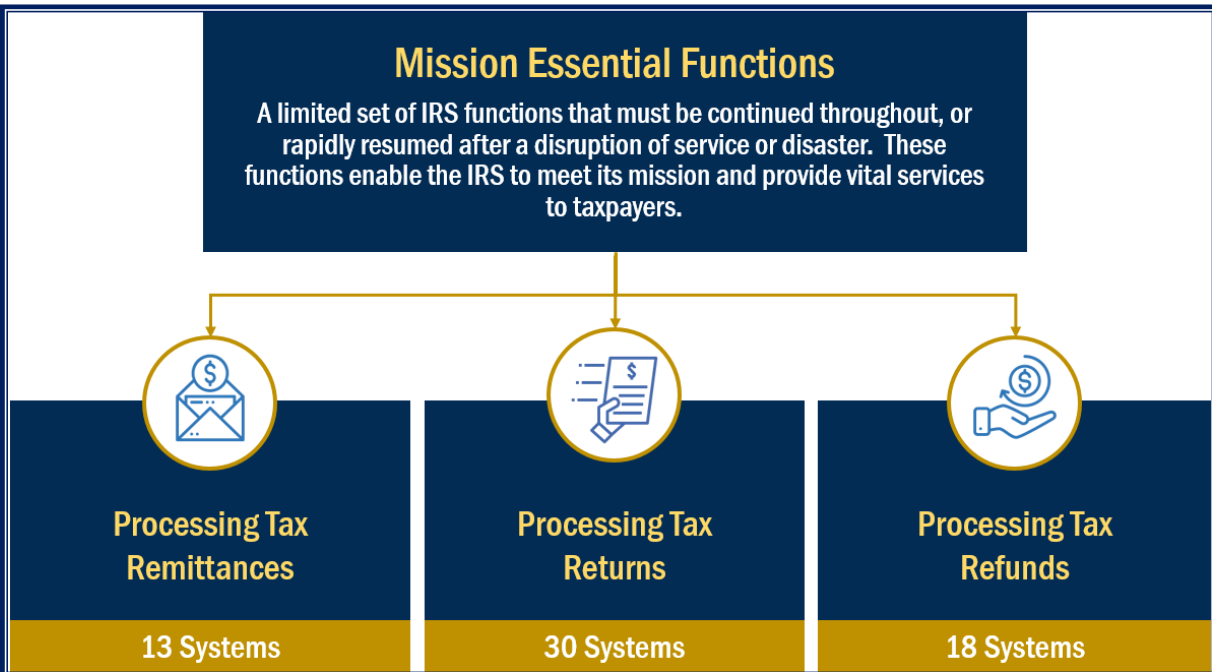 Mission Essential Functions
A limited set of IRS functions that must be continued throughout, or
rapidly resumed after a disruption of service or disaster.  These
functions enable the IRS to meet its mission and provide vital services
to taxpayers.
$
$
$
Processing Tax
Remittances
13 Systems
Processing Tax
Returns
30 Systems
Processing Tax
Refunds
18 Systems